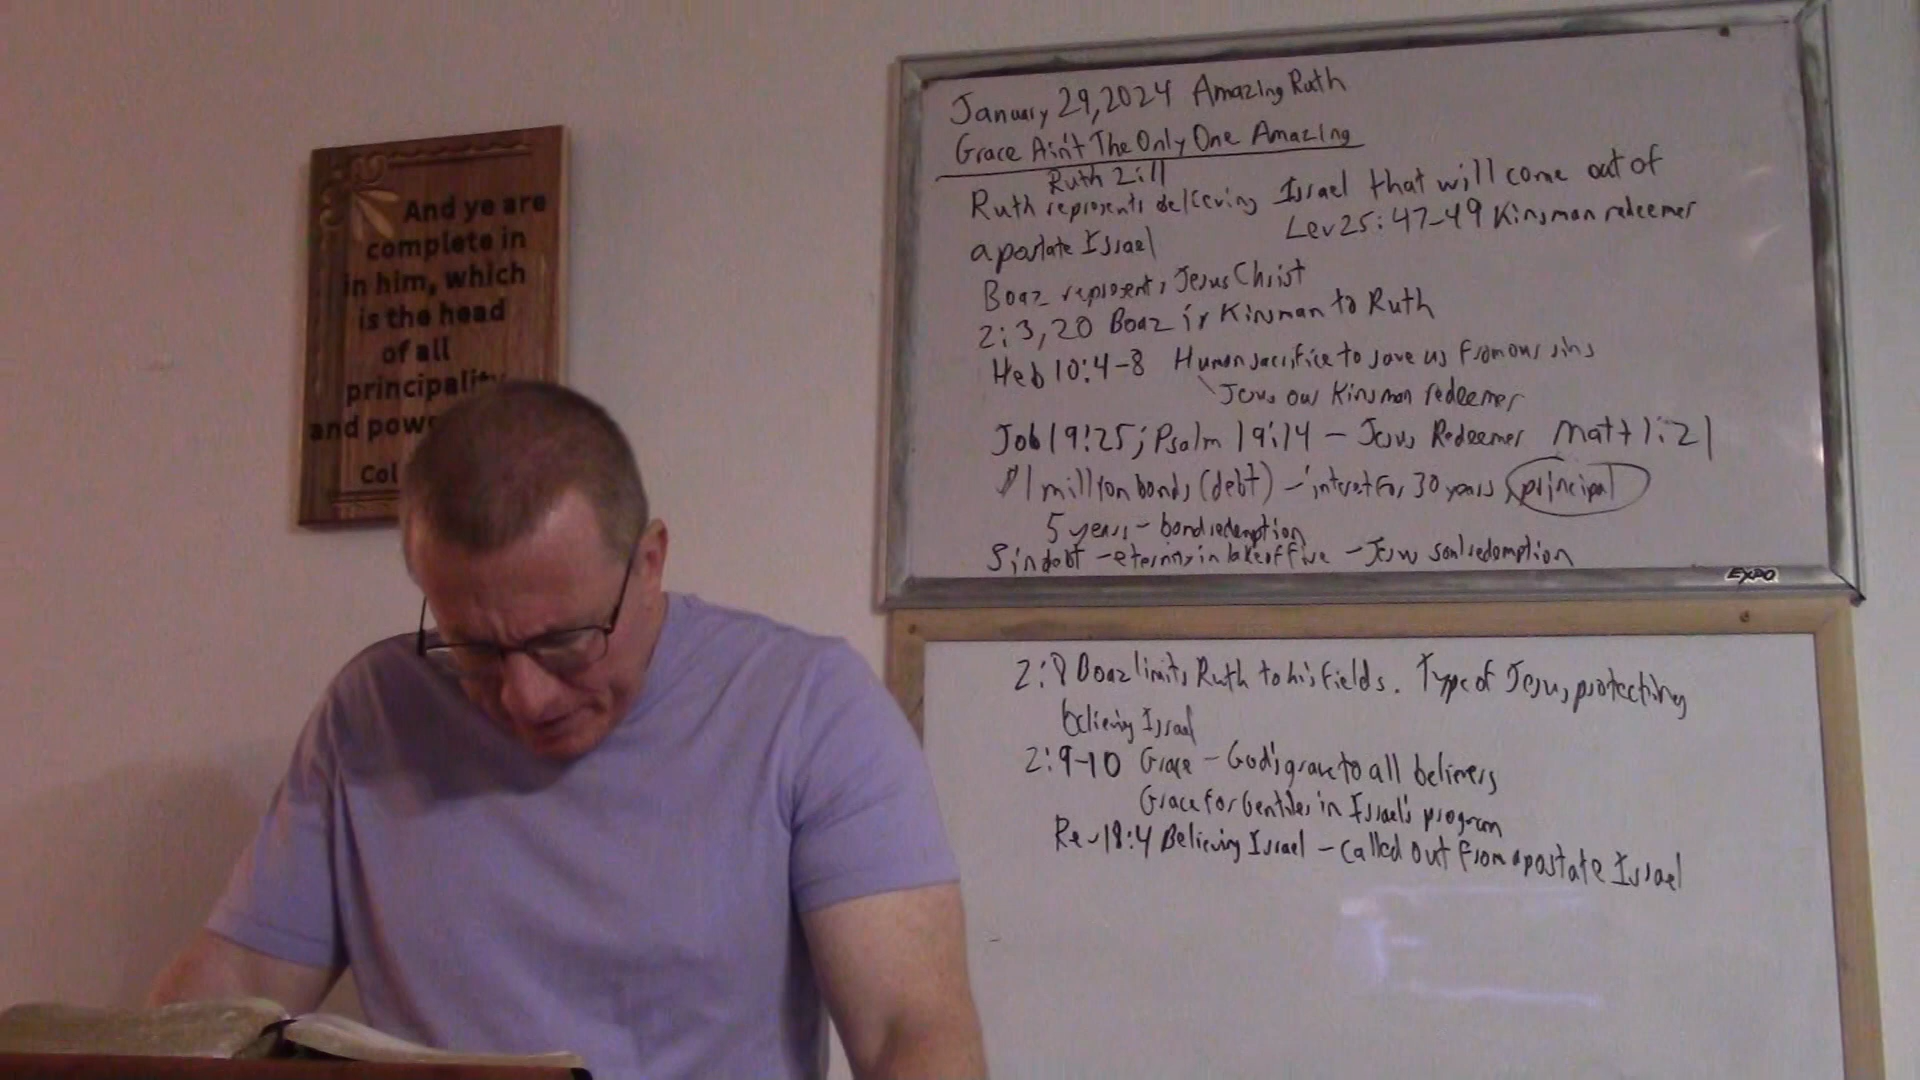 And ye are
complete in
in him, which
is the head
of all
principality
and powe
Col
January 29, 2024 Amazing Ruth
Grace Ain't The Only One Amazing
Ruth 2:11
Ruth represents believing Israel that will come out of
apostate Israel
Lev 25:47-49 Kinsman redeemer
Boaz represents Jesus Christ
2:3,20 Boaz is Kinsman to Ruth
Heb 10:4-8 Human sacrifice to save us from our sins
Jesus our Kinsman redeemer
Job 19:25; Psalm 19:14 - Jesus Redeemer Matt 1:21
$1 million bonds (debt) - interest for 30 years, principal
5 years - bond redemption
Sin debt - eternity in lake of fire - Jesus soul redemption
EXPO
2:8 Boaz limits Ruth to his fields. Type of Jesus protecting
believing Israel
2:9-10 Grace - God's grace to all believers
Grace for Gentiles in Israel's program
Rev 18:4 Believing Israel - called out from apostate Israel